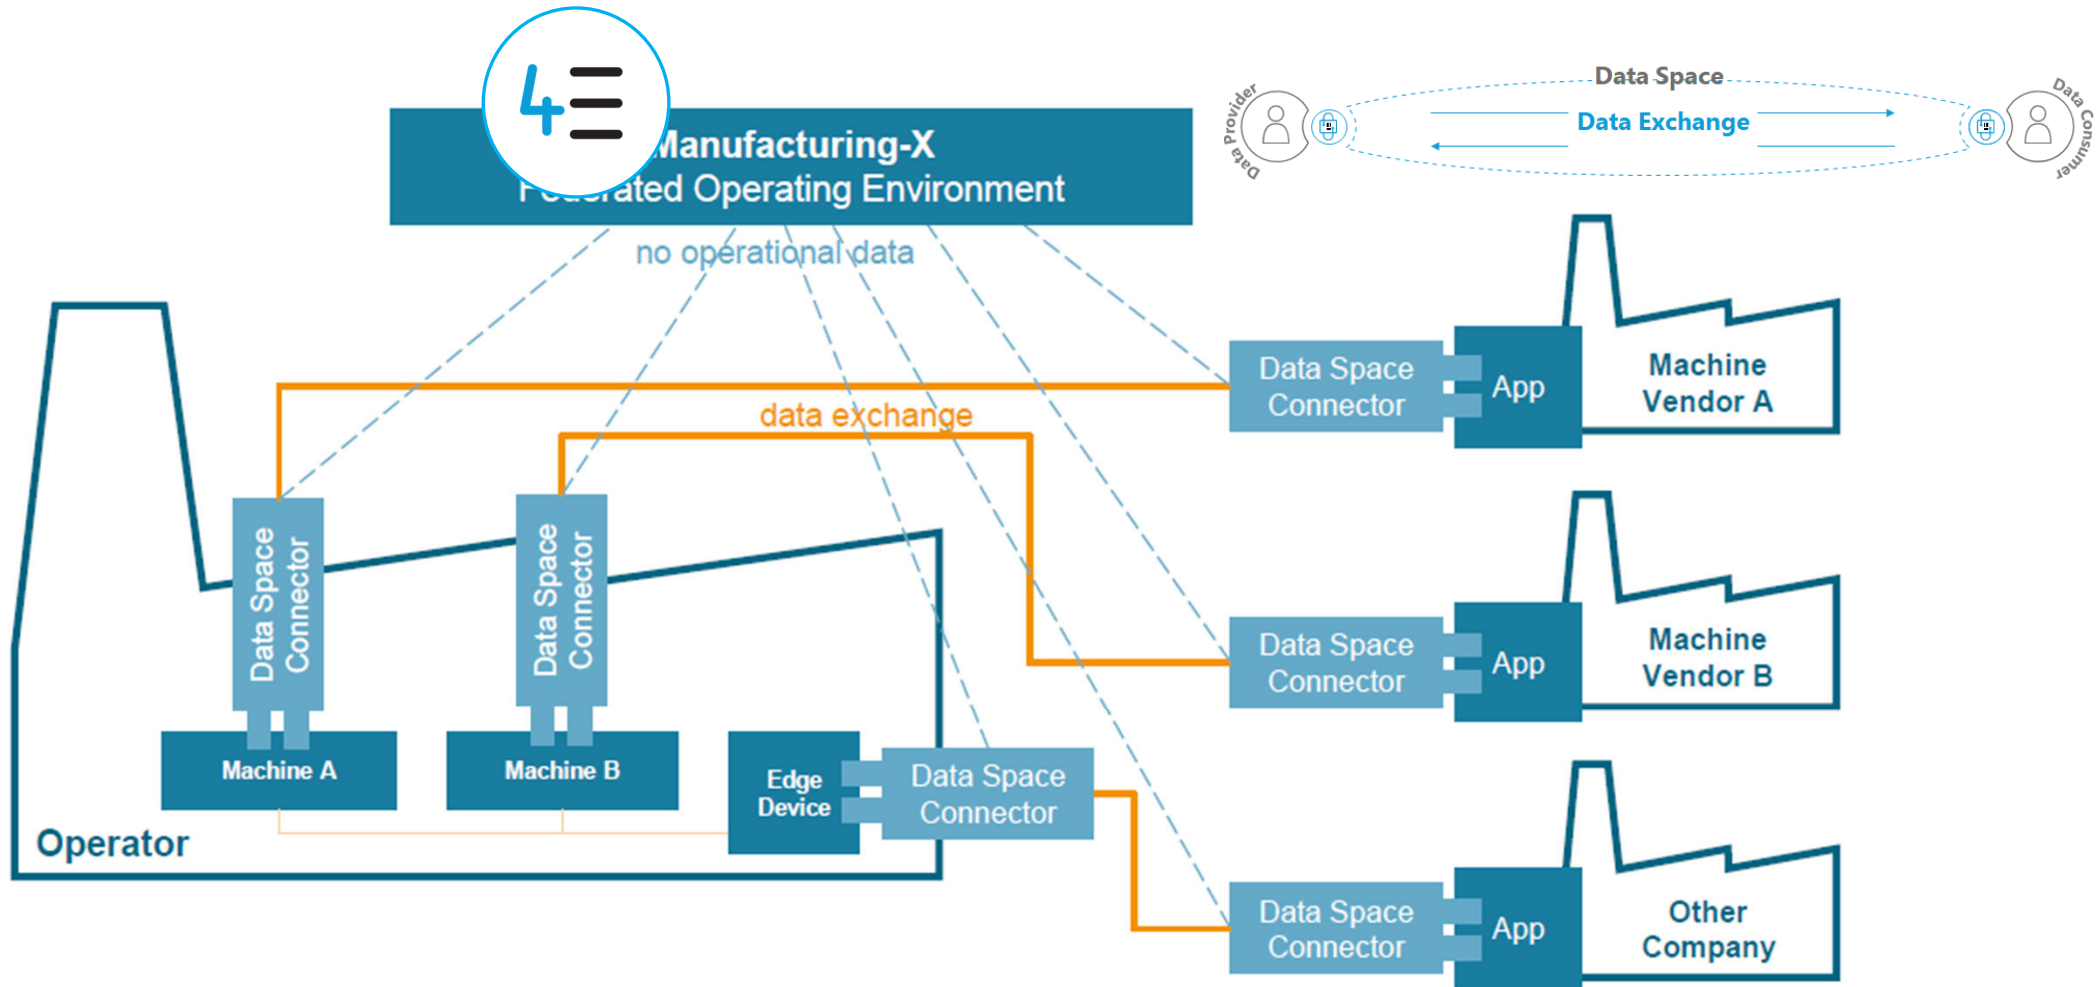 4
Manufacturing-X
Federated Operating Environment
Data Space
Data Exchange
Data Provider
Data Consumer
no operational data
data exchange
Data Space
Connector
App
Machine
Vendor A
Data Space
Connector
Data Space
Connector
Data Space
Connector
App
Machine
Vendor B
Machine A
Machine B
Edge
Device
Data Space
Connector
Operator
Data Space
Connector
App
Other
Company